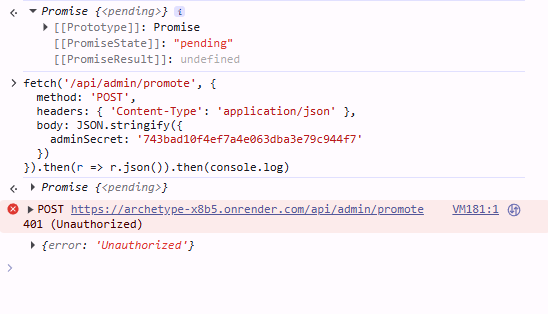 Promise {<pending>} i
[[Prototype]]: Promise
[[PromiseState]]: "pending"
[[PromiseResult]]: undefined
fetch('/api/admin/promote', {
  method: 'POST',
  headers: { 'Content-Type': 'application/json' },
  body: JSON.stringify({
    adminSecret: '743bad10f4ef7a4e063dba3e79c944f7'
  })
}).then(r => r.json()).then(console.log)
Promise {<pending>}
POST https://archetype-x8b5.onrender.com/api/admin/promote VM181:1
401 (Unauthorized)
{error: 'Unauthorized'}